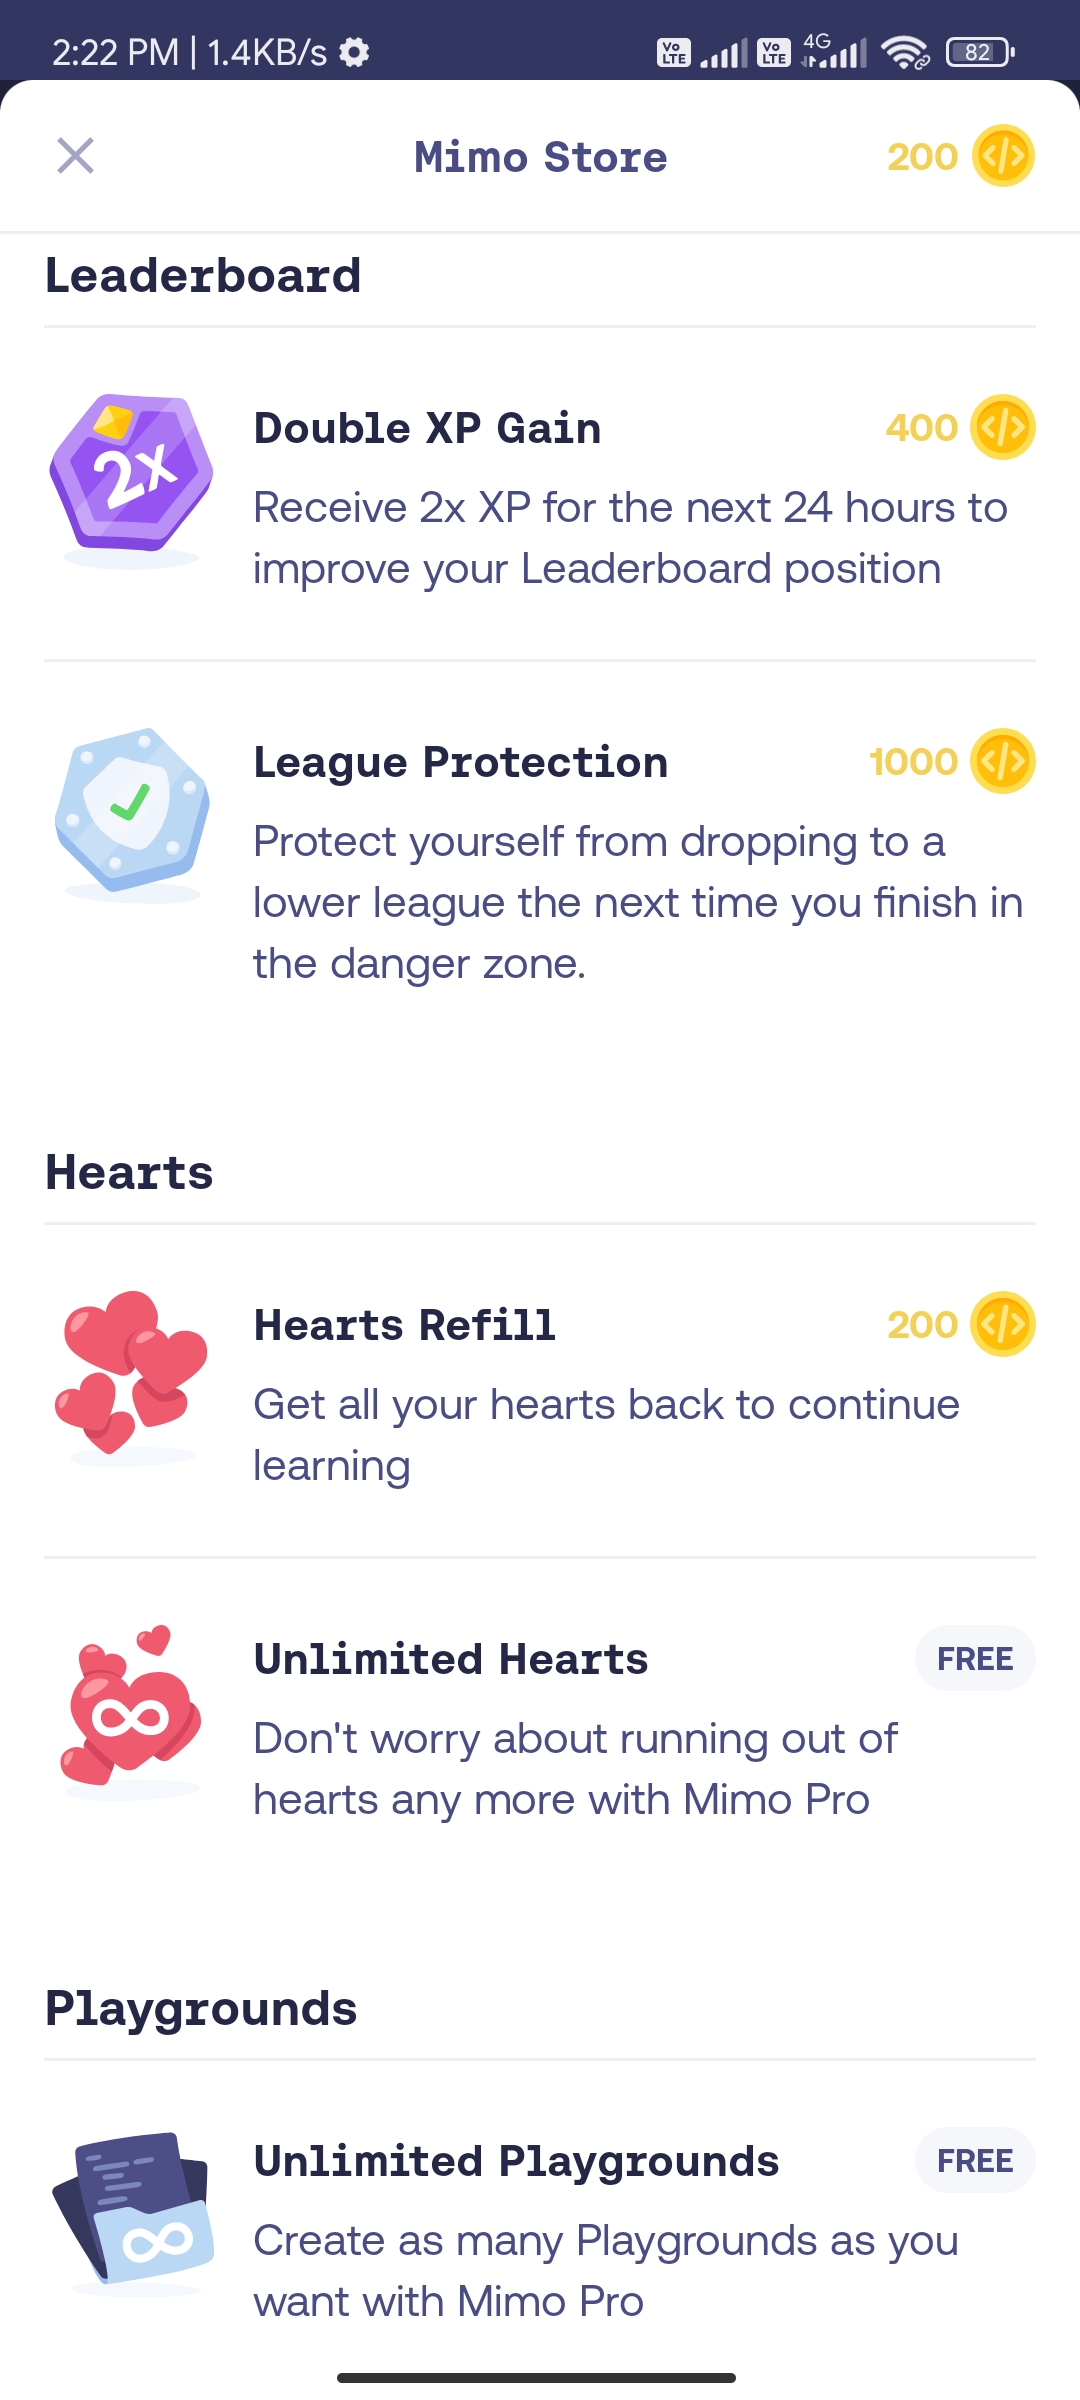 2:22 PM | 1.4KB/s
Vo LTE Vo LTE 4G 82
Mimo Store
200
Leaderboard
2x
Double XP Gain
400
Receive 2x XP for the next 24 hours to
improve your Leaderboard position
League Protection
1000
Protect yourself from dropping to a
lower league the next time you finish in
the danger zone.
Hearts
Hearts Refill
200
Get all your hearts back to continue
learning
Unlimited Hearts
FREE
Don't worry about running out of
hearts any more with Mimo Pro
Playgrounds
Unlimited Playgrounds
FREE
Create as many Playgrounds as you
want with Mimo Pro